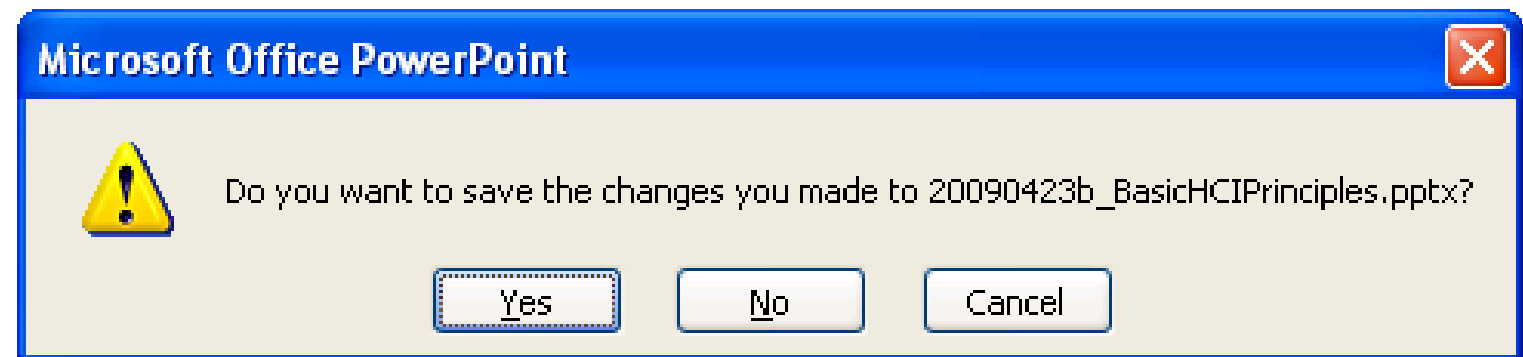 Microsoft Office PowerPoint
Do you want to save the changes you made to 20090423b_BasicHCIPrinciples.pptx?
Yes No Cancel